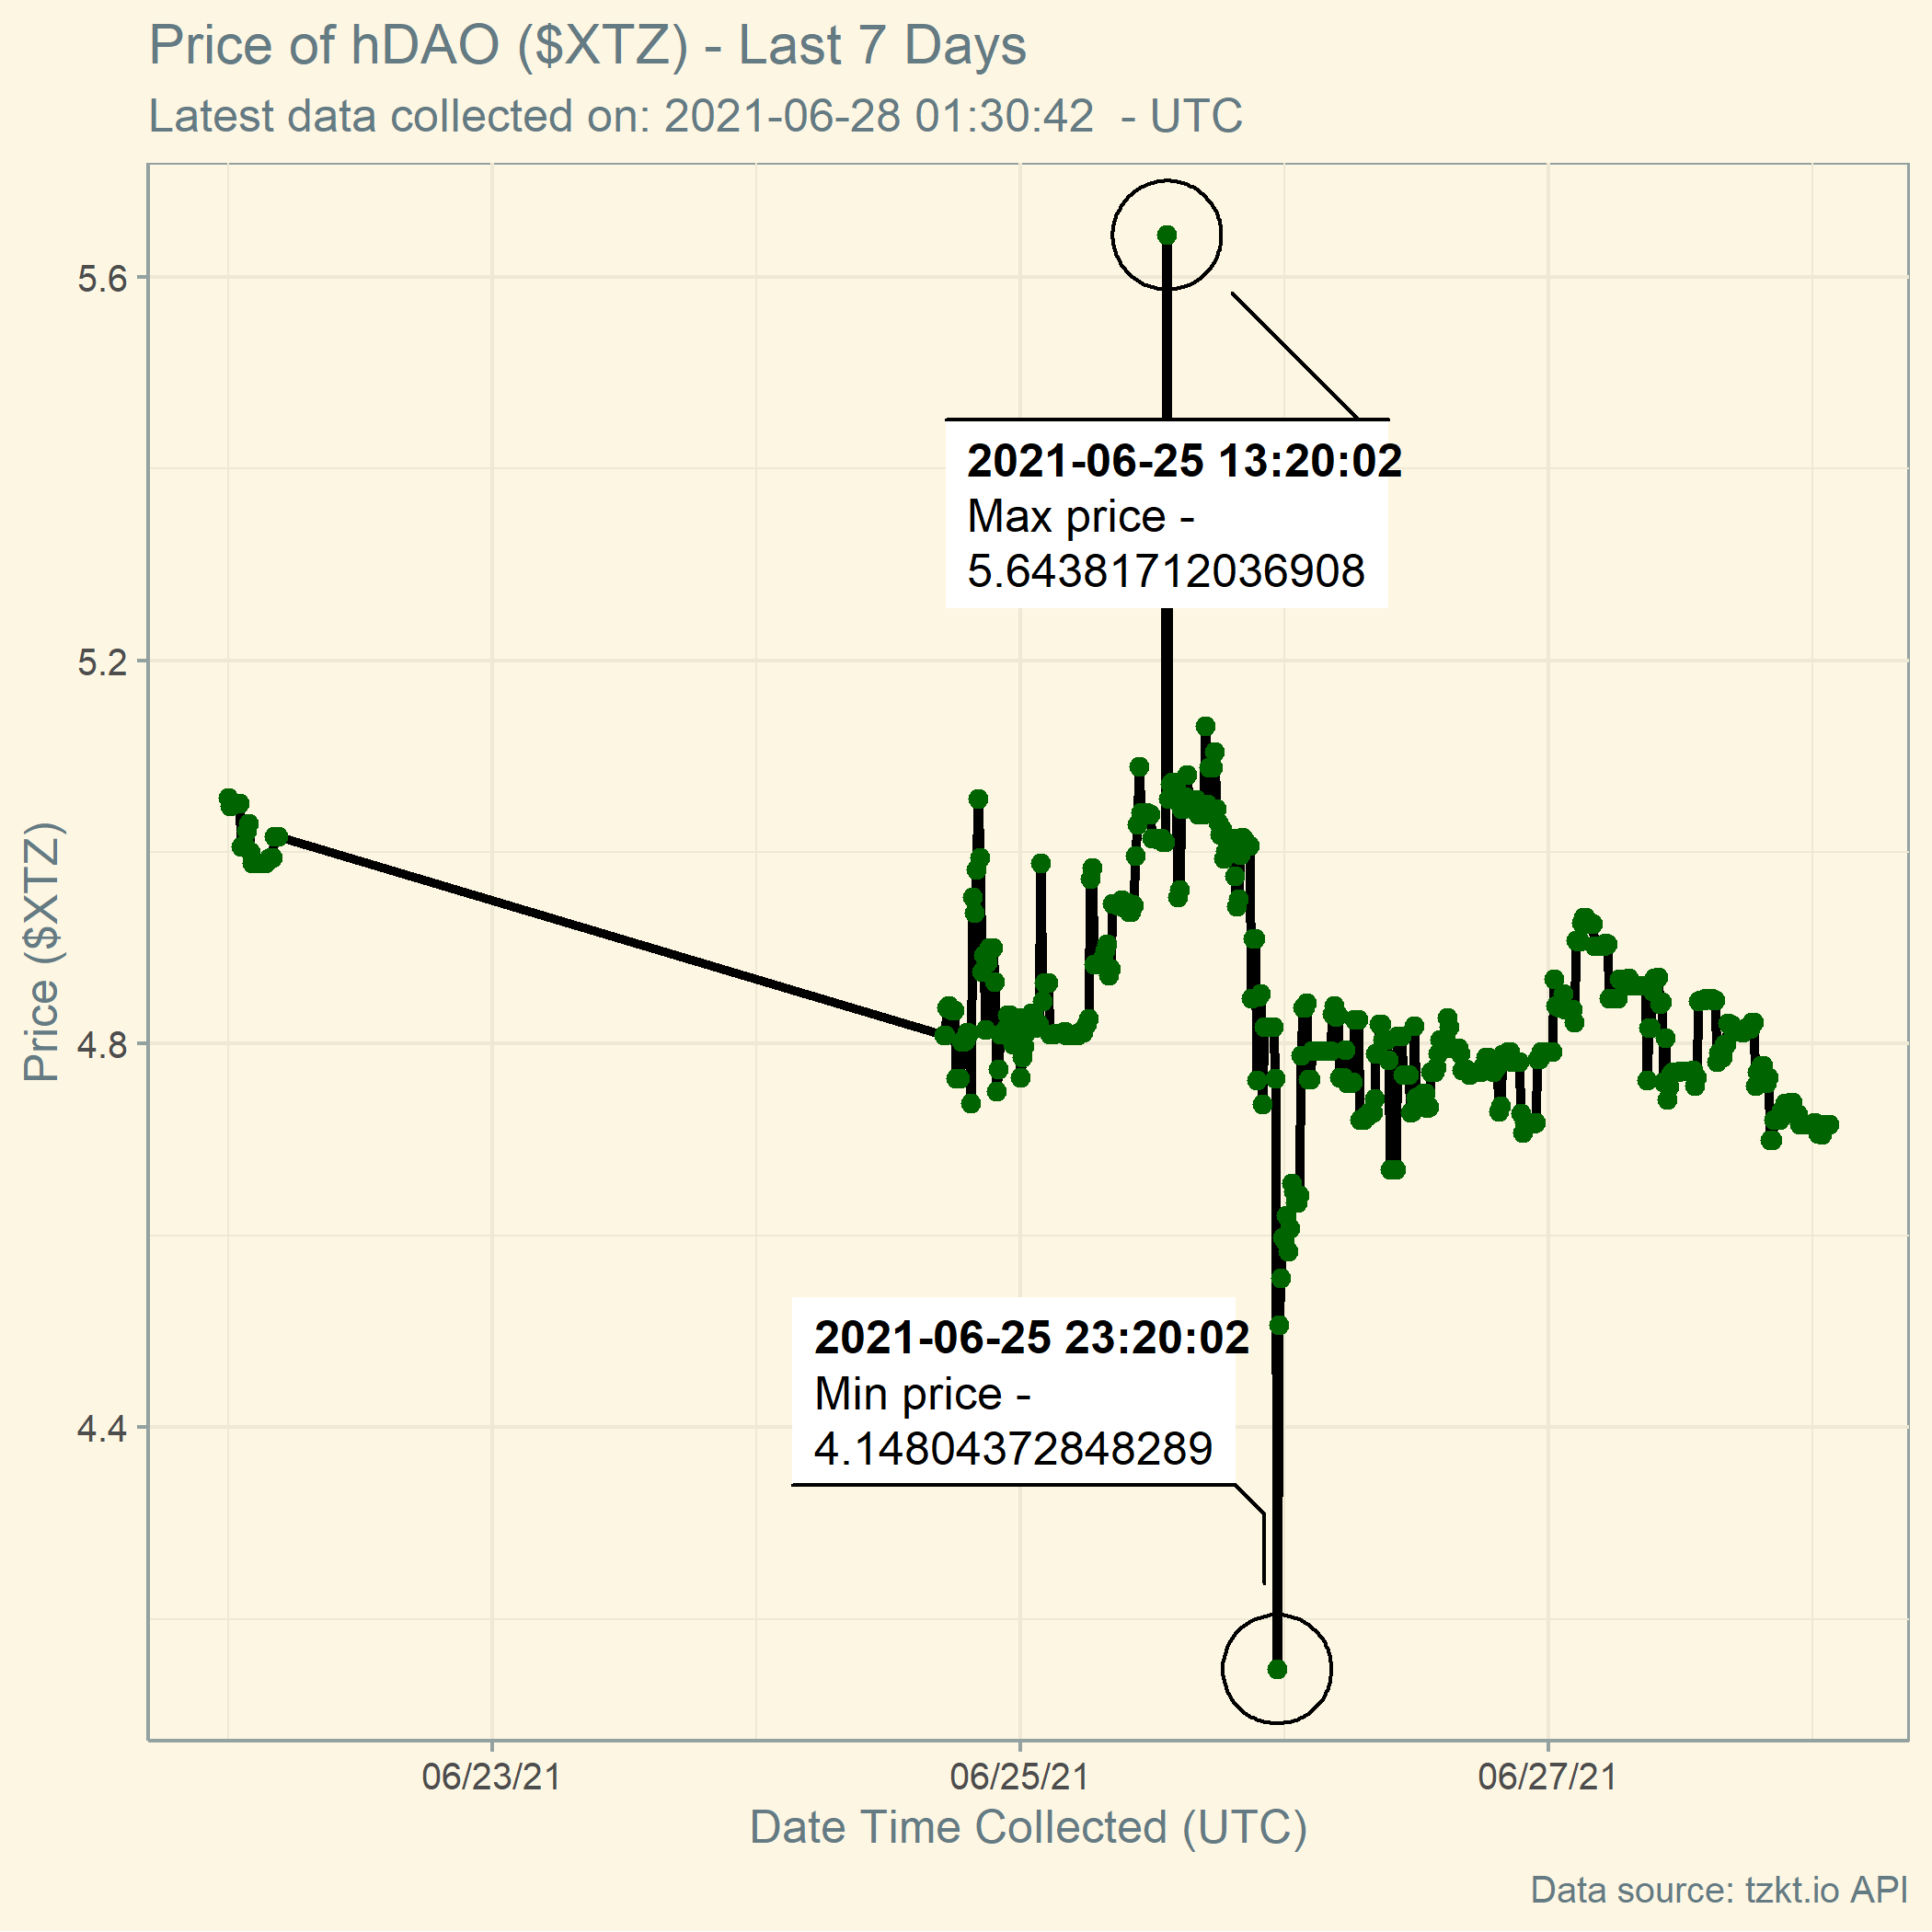 Price of hDAO ($XTZ) - Last 7 Days
Latest data collected on: 2021-06-28 01:30:42  - UTC
5.6
2021-06-25 13:20:02
Max price -
5.64381712036908
5.2
Price ($XTZ)
4.8
2021-06-25 23:20:02
Min price -
4.14804372848289
4.4
06/23/21
06/25/21
06/27/21
Date Time Collected (UTC)
Data source: tzkt.io API